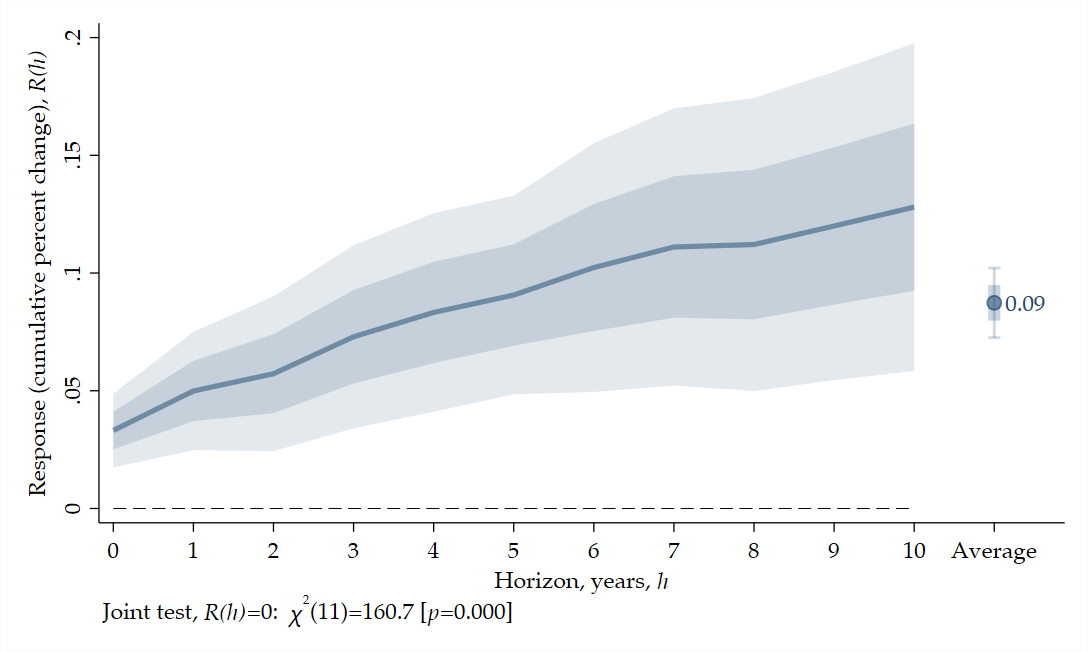 Response (cumulative percent change), R(h)
.2
.15
.1
.05
0
0.09
0 1 2 3 4 5 6 7 8 9 10 Average
Horizon, years, h
Joint test, R(h)=0: χ²(11)=160.7 [p=0.000]